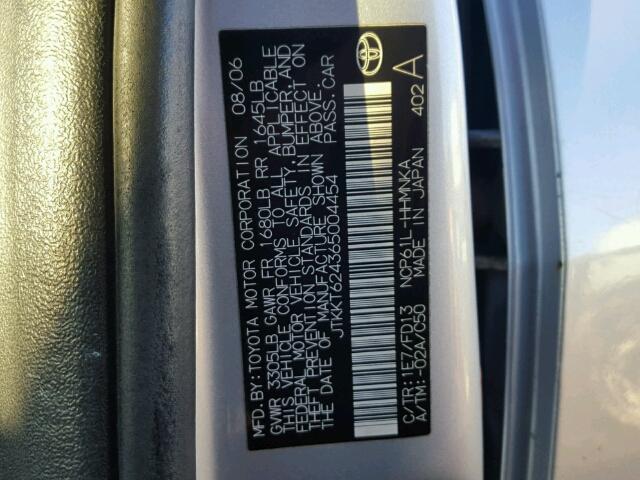 MFD.BY:TOYOTA MOTOR CORPORATION 08/06
GVWR 3305LB GAWR FR 1680LB RR 1645LB
THIS VEHICLE CONFORMS TO ALL APPLICABLE
FEDERAL MOTOR VEHICLE SAFETY, BUMPER, AND
THEFT PREVENTION STANDARDS IN EFFECT ON
THE DATE OF MANUFACTURE SHOWN ABOVE.
JTKKT624365004454 PASS.CAR
C/TR:1E7/FD13 NCP61L-HHMNKA
A/TM:-02A/C50 MADE IN JAPAN 402 A